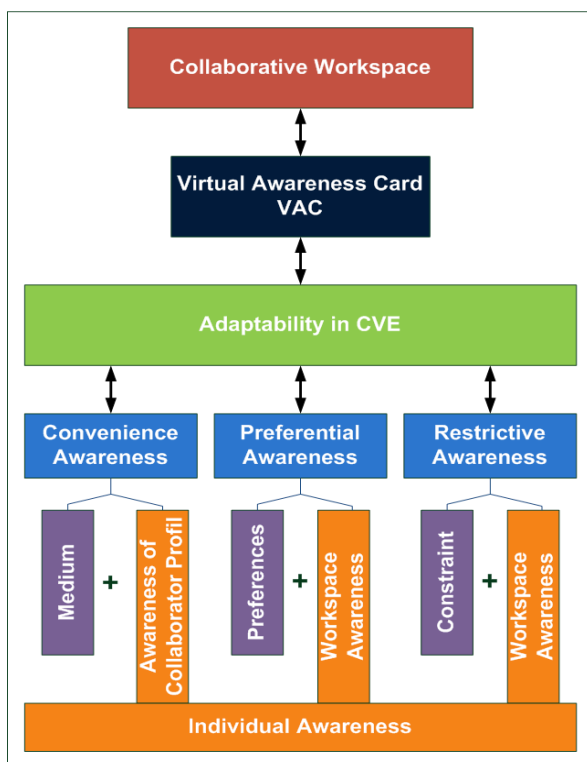 Collaborative Workspace
Virtual Awareness Card
VAC
Adaptability in CVE
Convenience
Awareness
Preferential
Awareness
Restrictive
Awareness
Medium
+
Awareness of
Collaborator Profil
Preferences
+
Workspace
Awareness
Constraint
+
Workspace
Awareness
Individual Awareness